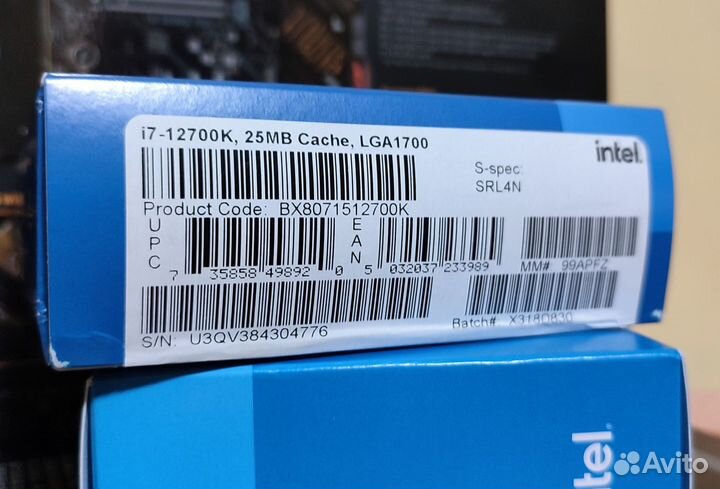 i7-12700K, 25MB Cache, LGA1700
intel.
S-spec:
SRL4N
Product Code: BX8071512700K
UPC
7 35858 49892 0
EAN
5 032037 233989
MM# 99APFZ
S/N: U3QV384304776
Batch# X318O830
intel.
Avito